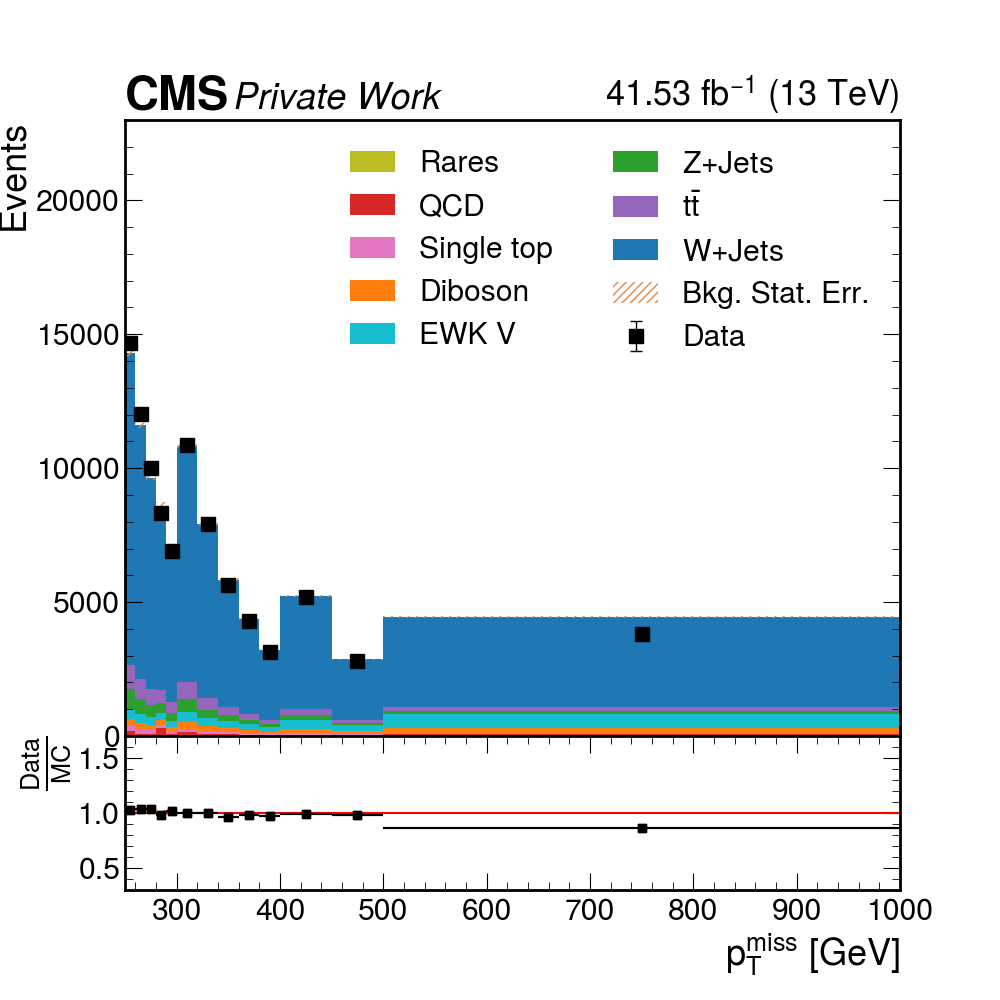 CMS Private Work 41.53 fb⁻¹ (13 TeV)
Events
20000
15000
10000
5000
0
Rares
QCD
Single top
Diboson
EWK V
Z+Jets
tt̄
W+Jets
Bkg. Stat. Err.
Data
Data
MC
1.5
1.0
0.5
300 400 500 600 700 800 900 1000
p_T^miss [GeV]